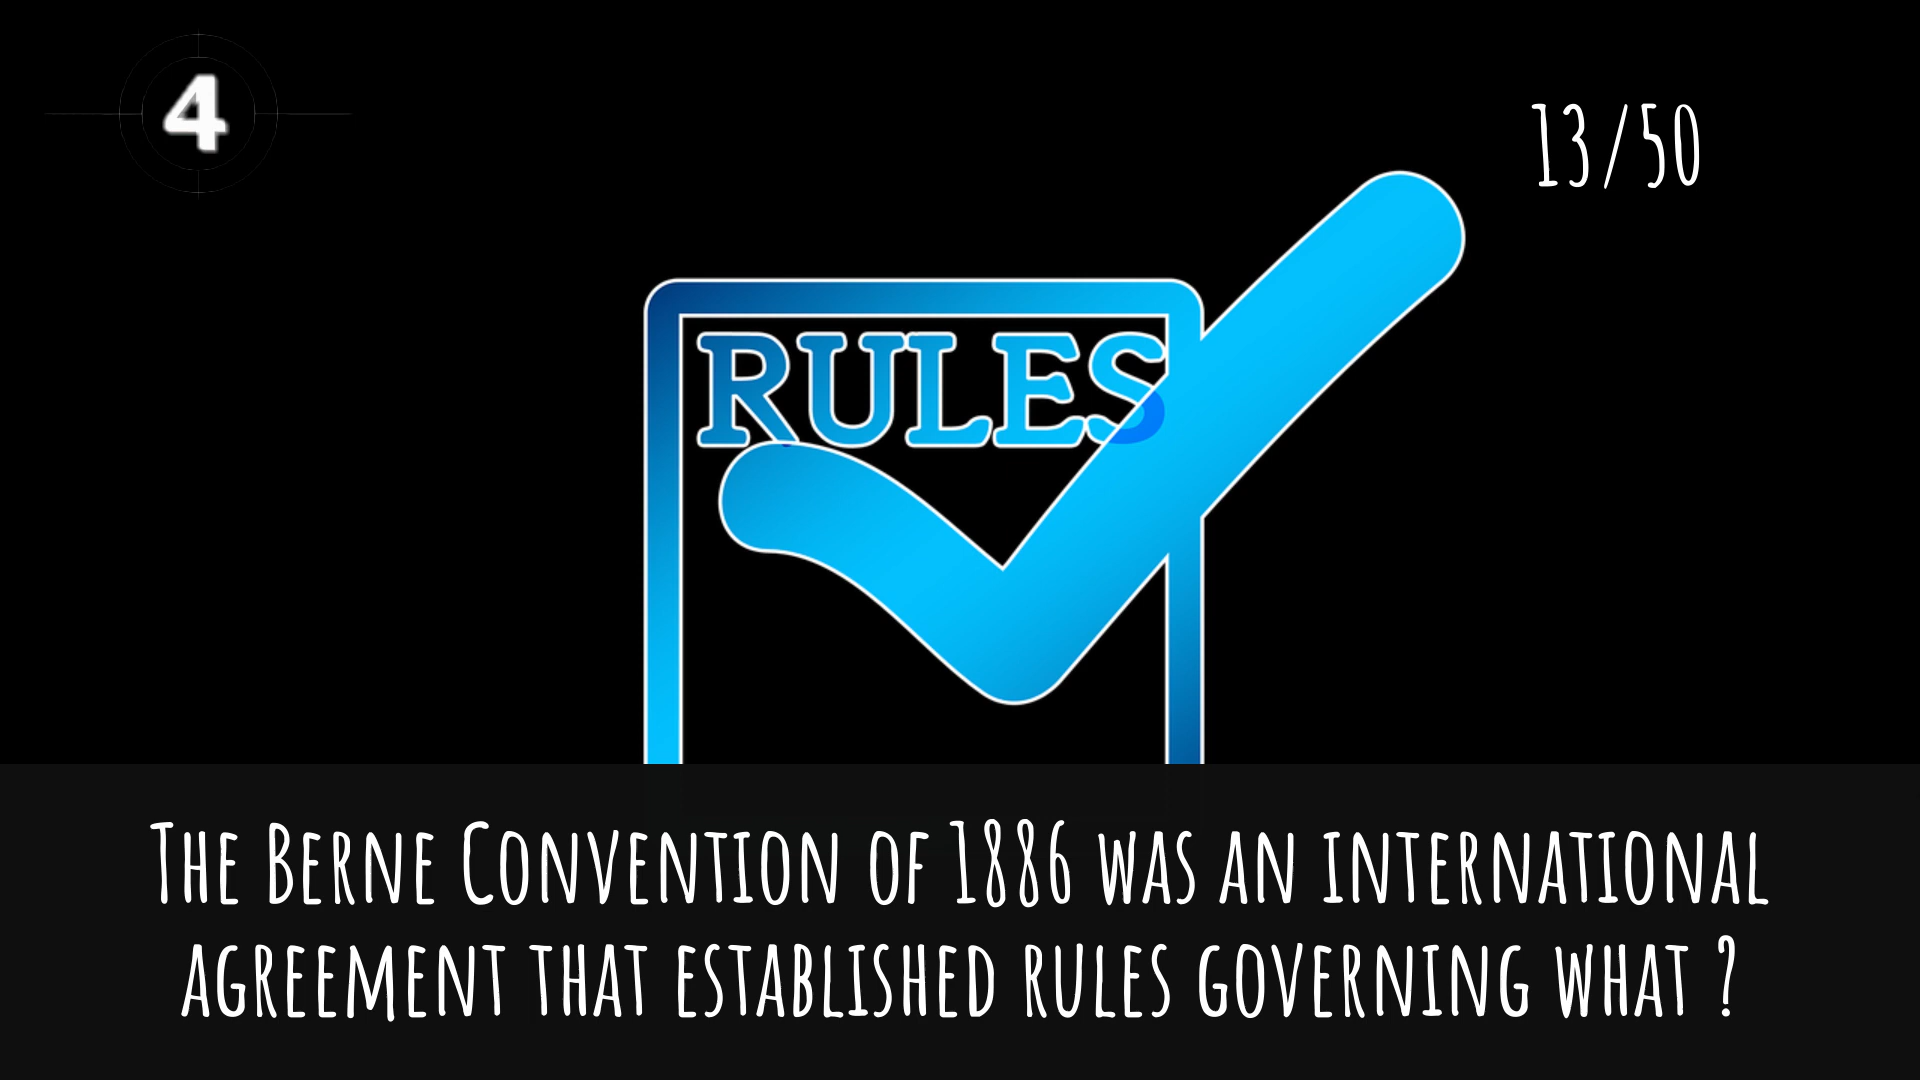 4
13/50
RULES
The Berne Convention of 1886 was an international
agreement that established rules governing what ?